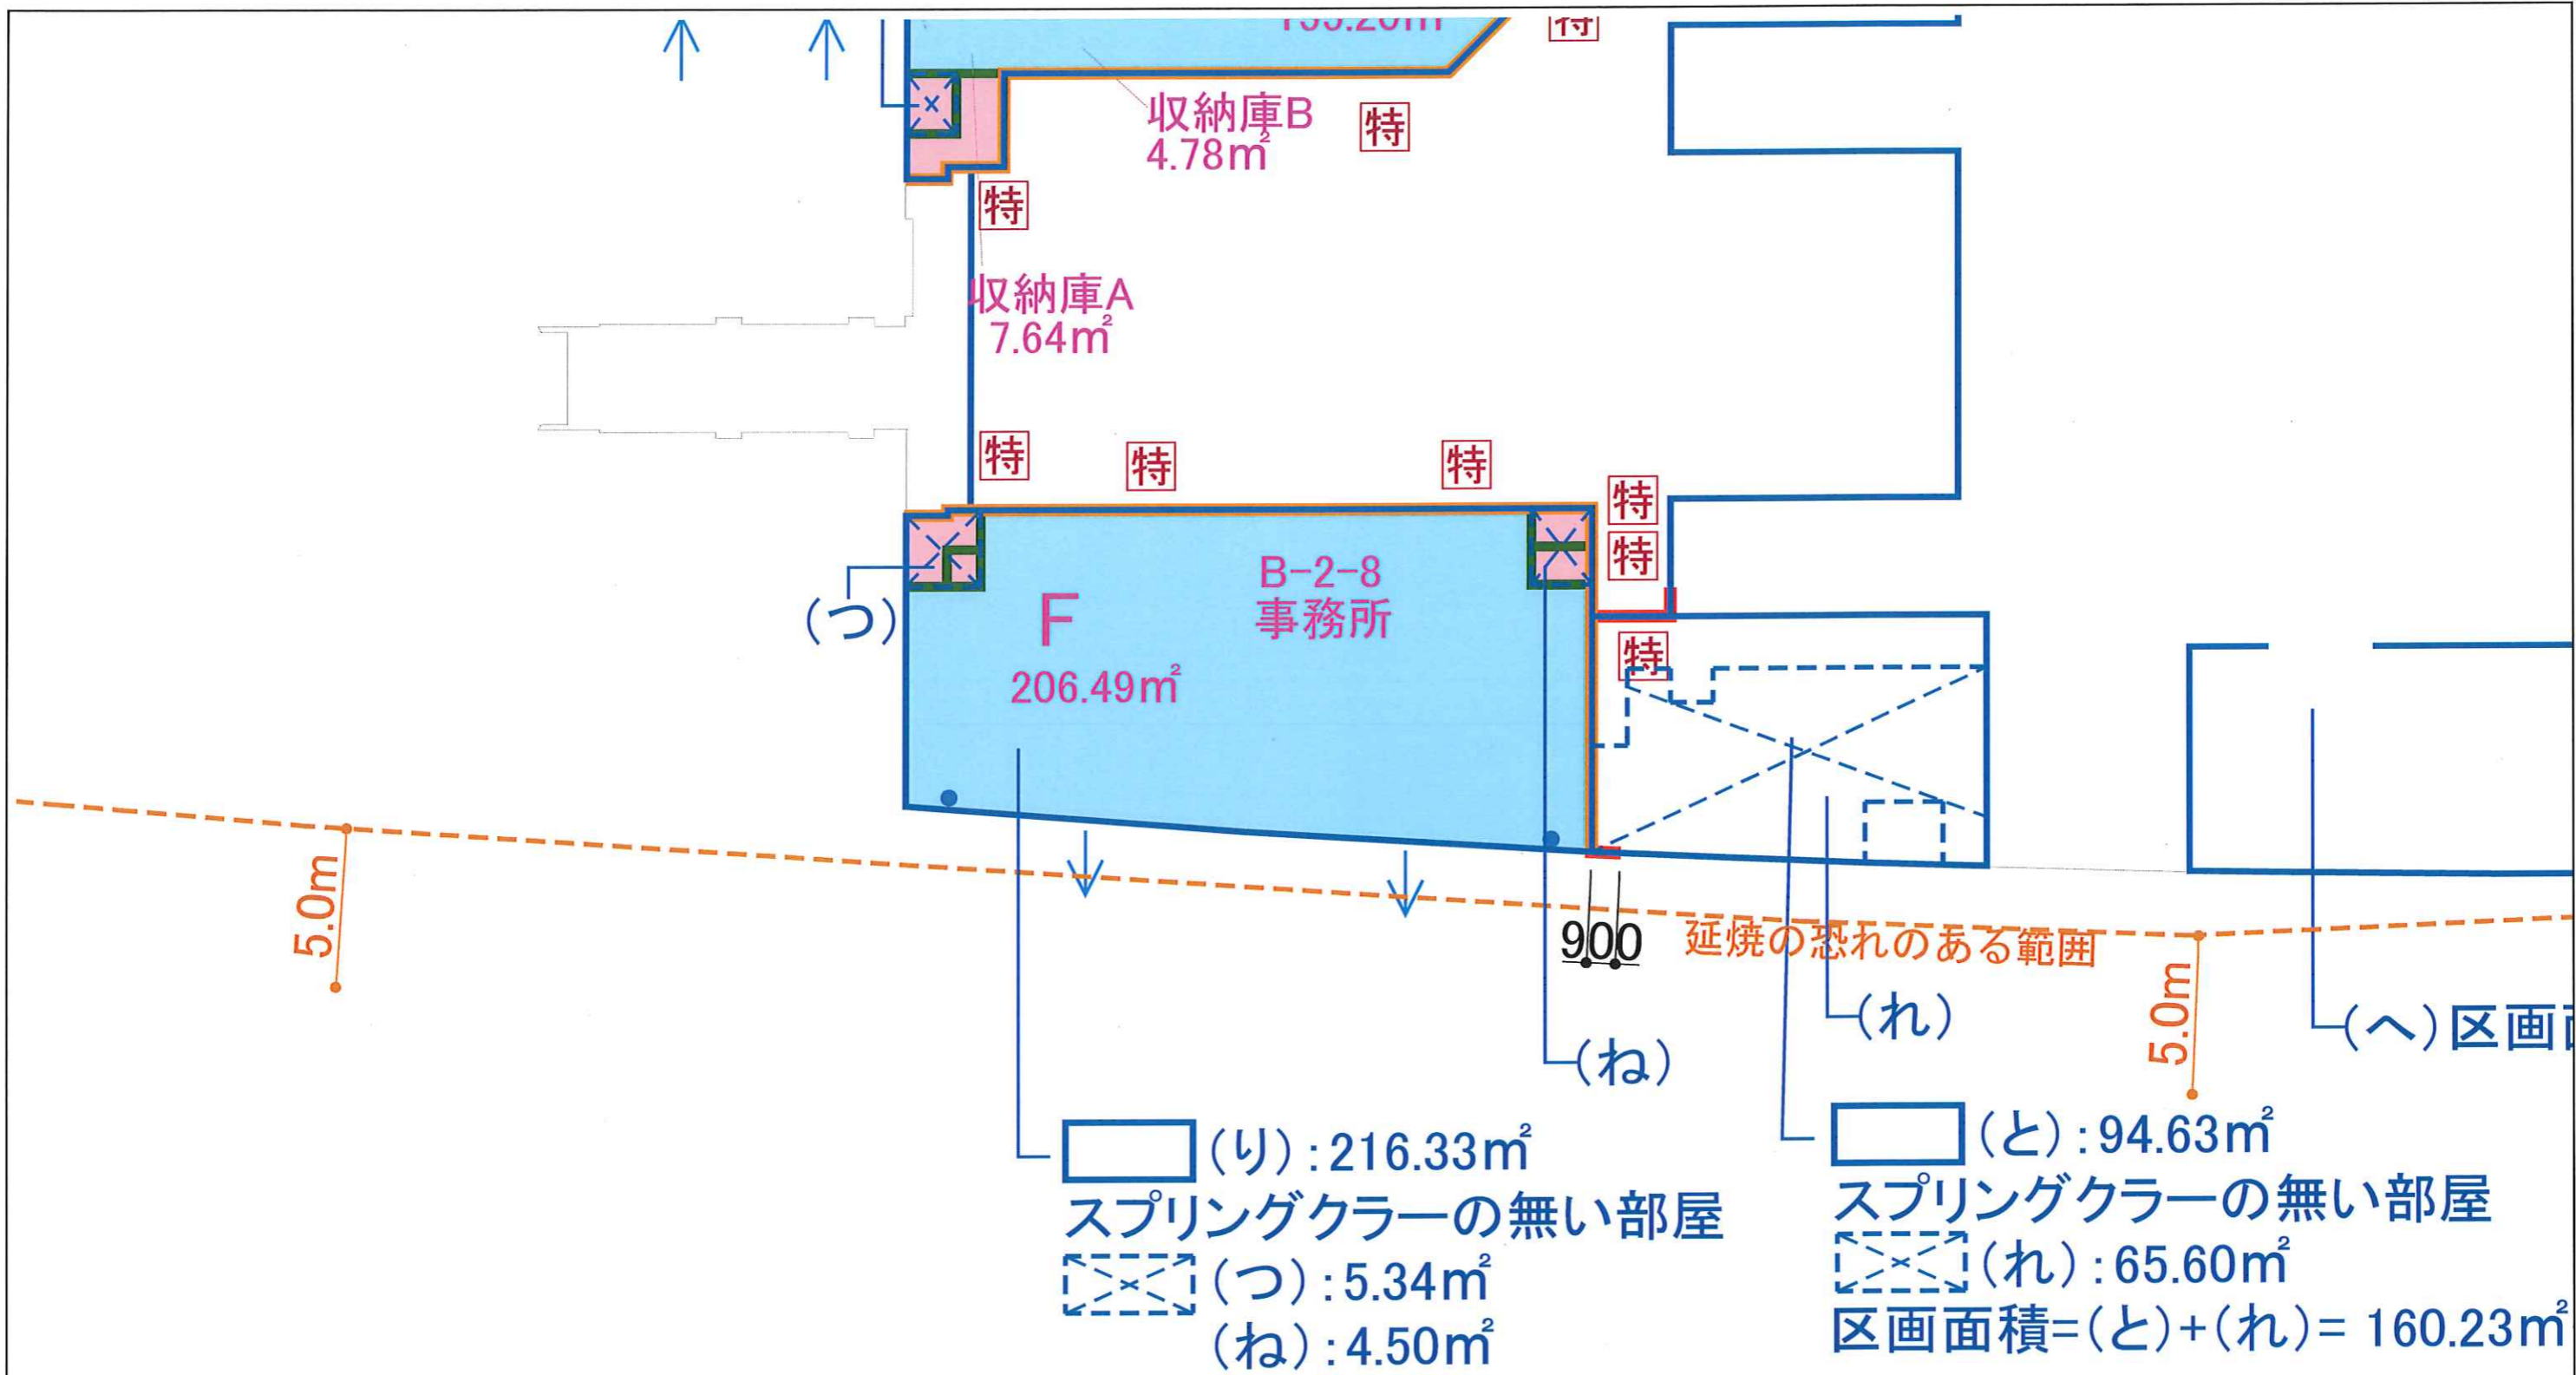 特
収納庫B
4.78㎡
特
特
収納庫A
7.64㎡
特
特
特
特
特
B-2-8
事務所
F
206.49㎡
(つ)
特
5.0m
900
延焼の恐れのある範囲
5.0m
(れ)
(へ)区画
(ね)
(り):216.33㎡
スプリングクラーの無い部屋
(つ):5.34㎡
(ね):4.50㎡
(と):94.63㎡
スプリングクラーの無い部屋
(れ):65.60㎡
区画面積=(と)+(れ)= 160.23㎡